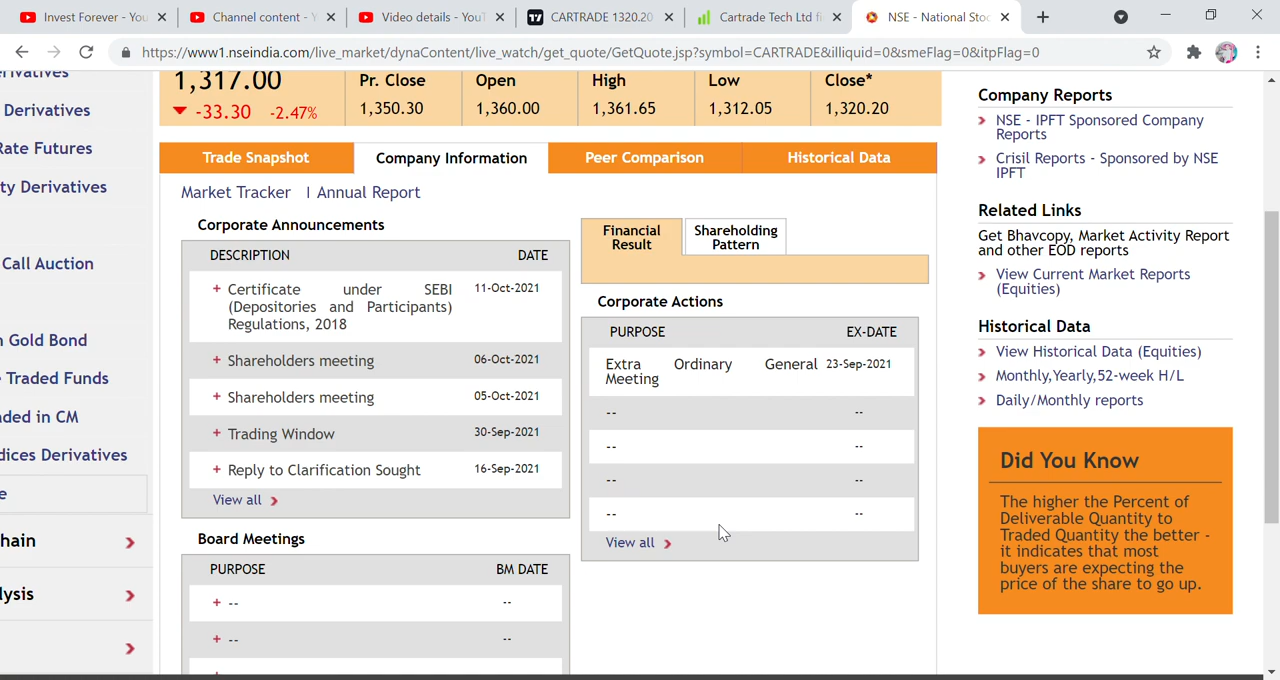 Invest Forever - Yo
Channel content - Y
Video details - YouT
CARTRADE 1320.20
Cartrade Tech Ltd fi
NSE - National Stoc
https://www1.nseindia.com/live_market/dynaContent/live_watch/get_quote/GetQuote.jsp?symbol=CARTRADE&illiquid=0&smeFlag=0&itpFlag=0
Derivatives
Rate Futures
ty Derivatives
Call Auction
n Gold Bond
Traded Funds
ded in CM
dices Derivatives
e
hain
lysis
1,317.00
-33.30 -2.47%
Pr. Close
1,350.30
Open
1,360.00
High
1,361.65
Low
1,312.05
Close*
1,320.20
Trade Snapshot
Company Information
Peer Comparison
Historical Data
Market Tracker | Annual Report
Corporate Announcements
DESCRIPTION DATE
+ Certificate under SEBI 11-Oct-2021
(Depositories and Participants)
Regulations, 2018
+ Shareholders meeting 06-Oct-2021
+ Shareholders meeting 05-Oct-2021
+ Trading Window 30-Sep-2021
+ Reply to Clarification Sought 16-Sep-2021
View all
Board Meetings
PURPOSE BM DATE
+ -- --
+ -- --
Financial
Result
Shareholding
Pattern
Corporate Actions
PURPOSE EX-DATE
Extra Ordinary General 23-Sep-2021
Meeting
-- --
-- --
-- --
-- --
View all
Company Reports
NSE - IPFT Sponsored Company
Reports
Crisil Reports - Sponsored by NSE
IPFT
Related Links
Get Bhavcopy, Market Activity Report
and other EOD reports
View Current Market Reports
(Equities)
Historical Data
View Historical Data (Equities)
Monthly,Yearly,52-week H/L
Daily/Monthly reports
Did You Know
The higher the Percent of
Deliverable Quantity to
Traded Quantity the better -
it indicates that most
buyers are expecting the
price of the share to go up.